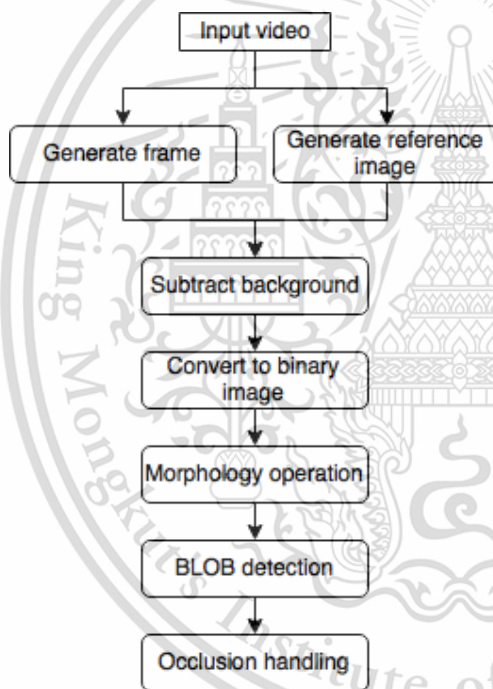 Input video
Generate frame
Generate reference
image
Subtract background
Convert to binary
image
Morphology operation
BLOB detection
Occlusion handling
King Mongkut's Institute of